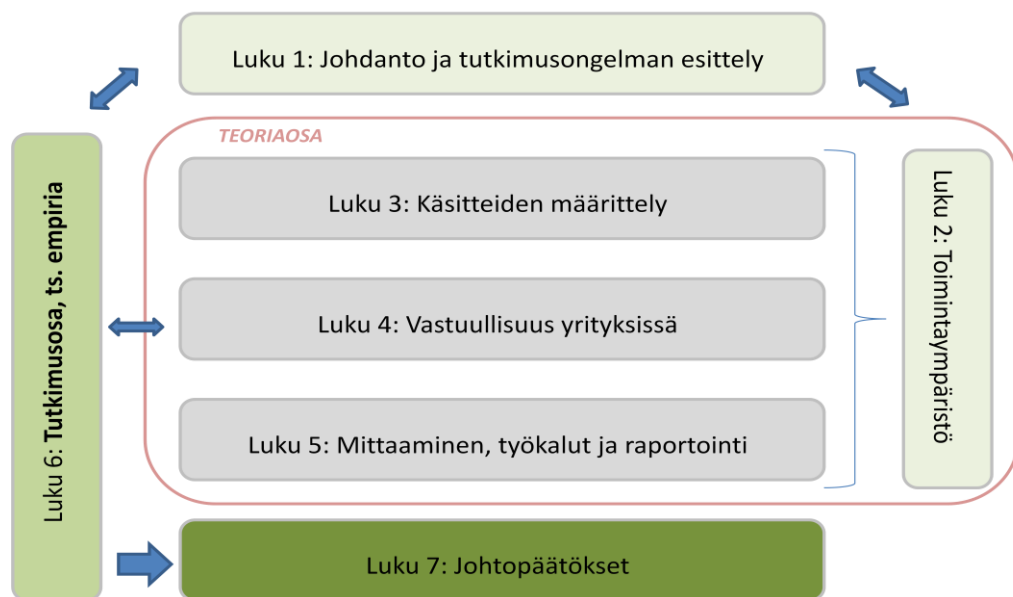 Luku 1: Johdanto ja tutkimusongelman esittely
TEORIAOSA
Luku 3: Käsitteiden määrittely
Luku 4: Vastuullisuus yrityksissä
Luku 5: Mittaaminen, työkalut ja raportointi
Luku 2: Toimintaympäristö
Luku 6: Tutkimusosa, ts. empiria
Luku 7: Johtopäätökset